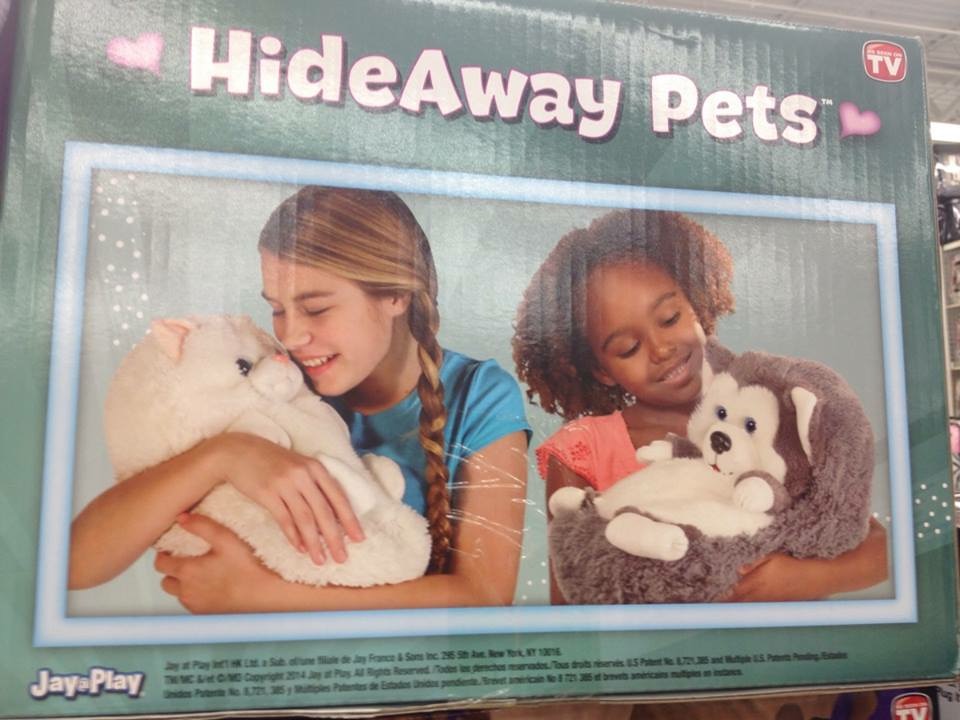 HideAway Pets™
AS SEEN ON TV
Jay at Play Int'l HK Ltd. a Sub. of/une filiale de Jay Franco & Sons Inc. 295 5th Ave. New York, NY 10016.
TM/MC &/et ©/MD Copyright 2014 Jay at Play. All Rights Reserved. /Todos los derechos reservados./Tous droits réservés. U.S Patent No. 8,721,385 and Multiple U.S. Patents Pending./Estados
Unidos Patente No. 8,721, 385 y Múltiples Patentes de Estados Unidos pendiente./Brevet américain No 8 721 385 et brevets américains multiples en instance.
Jay at Play
TV